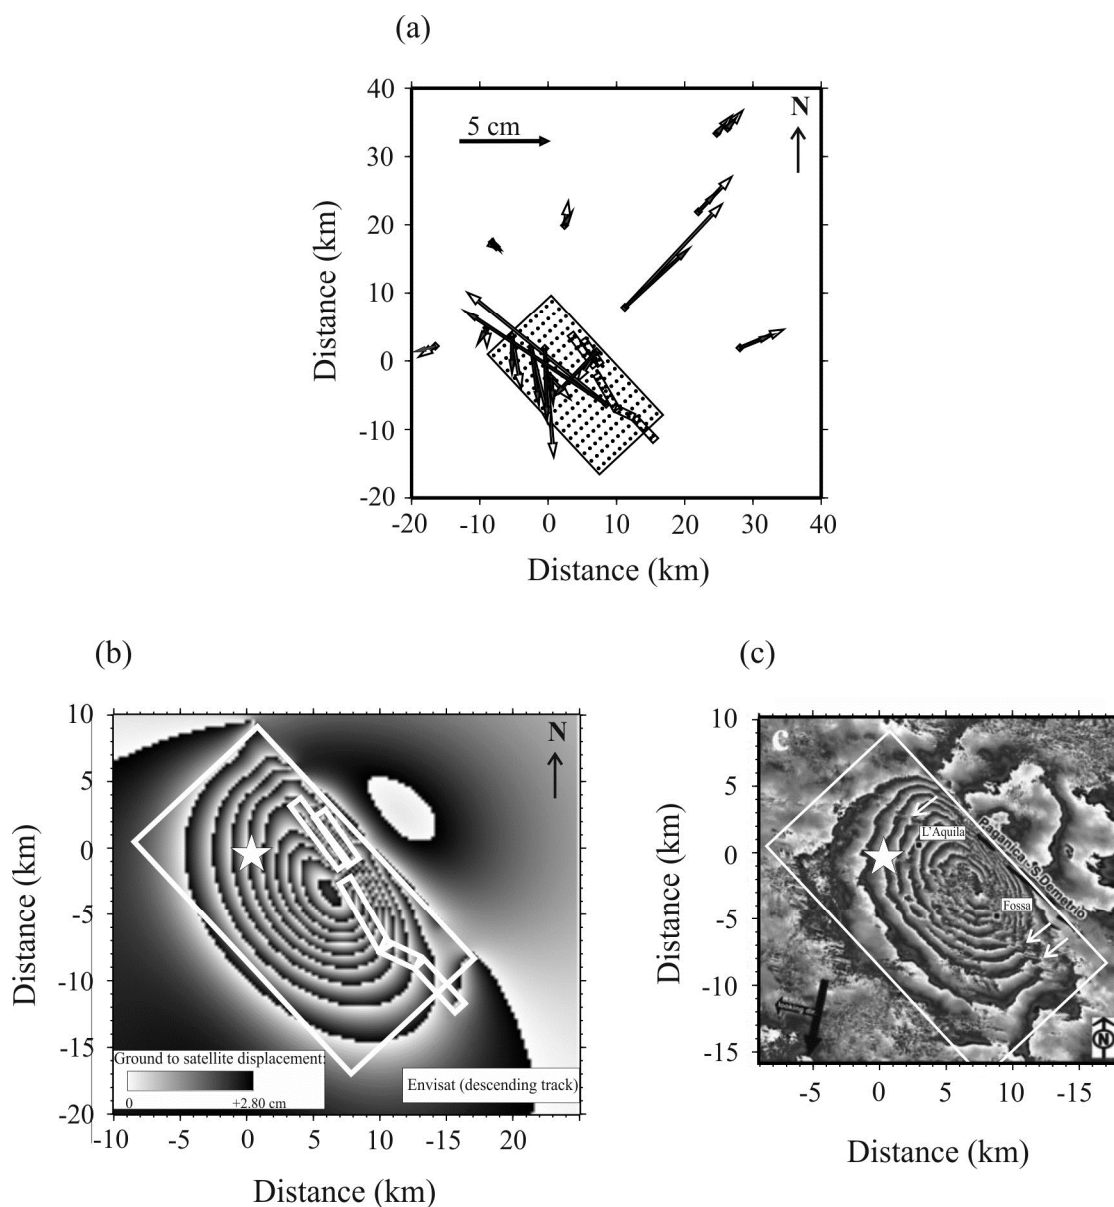 (a)
40
30
20
10
0
-10
-20
Distance (km)
5 cm
N
-20 -10 0 10 20 30 40
Distance (km)
(b)
10
5
0
-5
-10
-15
-20
Distance (km)
N
Ground to satellite displacement:
0 +2.80 cm
Envisat (descending track)
-10 -5 0 5 10 -15 20
Distance (km)
(c)
10
5
0
-5
-10
-15
Distance (km)
c
L'Aquila
Paganica - S.Demetrio
Fossa
N
-5 0 5 10 -15
Distance (km)